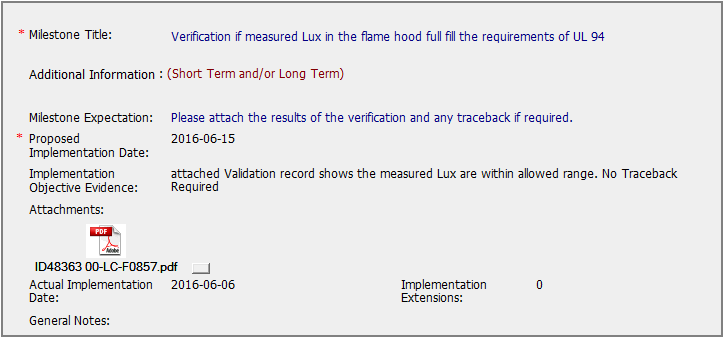 * Milestone Title: Verification if measured Lux in the flame hood full fill the requirements of UL 94
Additional Information : (Short Term and/or Long Term)
Milestone Expectation: Please attach the results of the verification and any traceback if required.
* Proposed Implementation Date: 2016-06-15
Implementation Objective Evidence: attached Validation record shows the measured Lux are within allowed range. No Traceback Required
Attachments:
PDF
Adobe
ID48363 00-LC-F0857.pdf
Actual Implementation Date: 2016-06-06 Implementation Extensions: 0
General Notes: